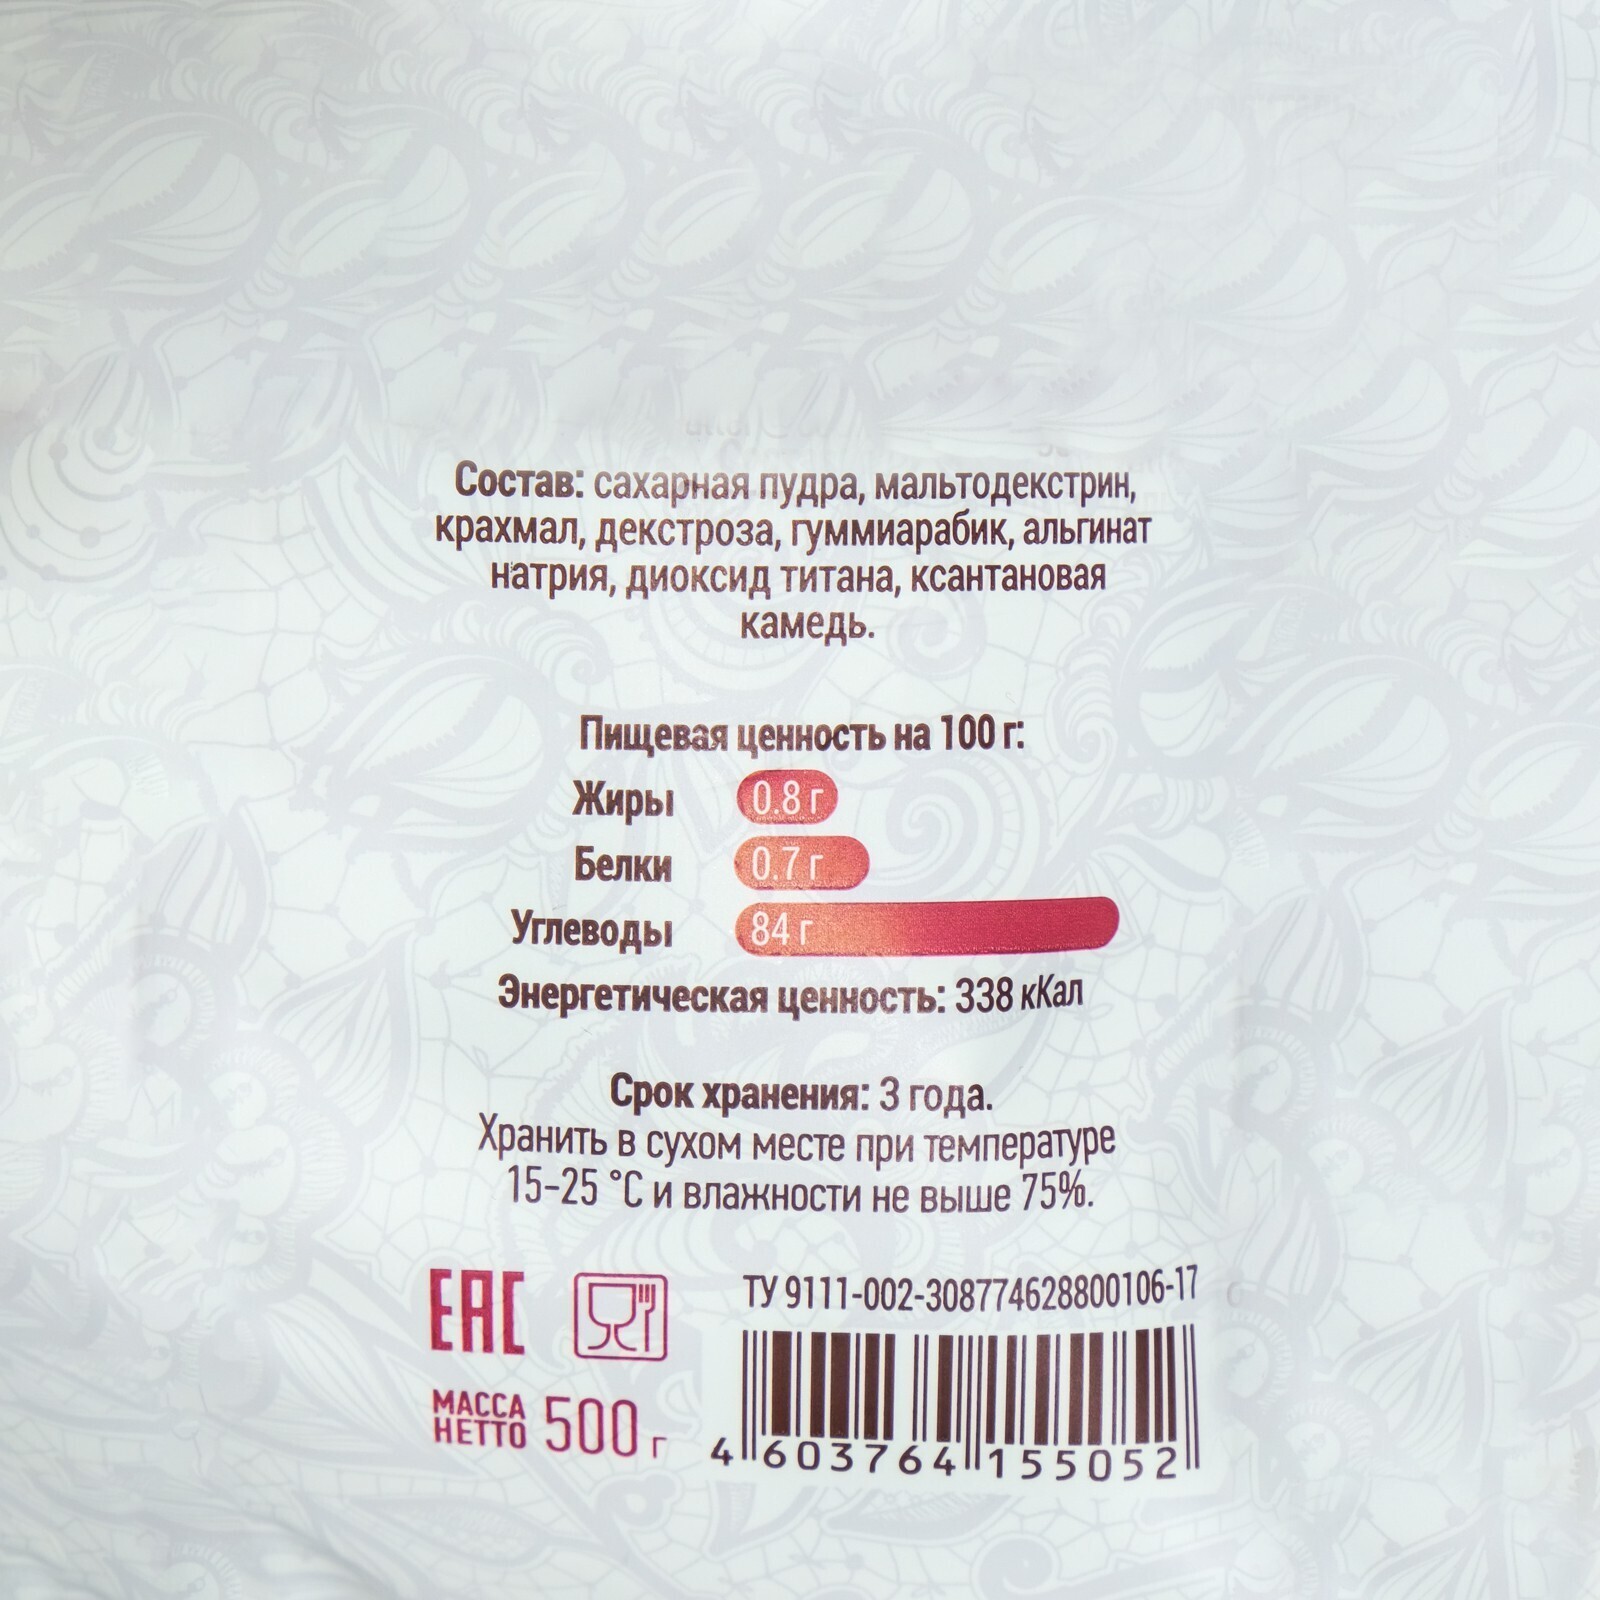 Состав: сахарная пудра, мальтодекстрин,
крахмал, декстроза, гуммиарабик, альгинат
натрия, диоксид титана, ксантановая
камедь.
Пищевая ценность на 100 г:
Жиры 0.8 г
Белки 0.7 г
Углеводы 84 г
Энергетическая ценность: 338 кКал
Срок хранения: 3 года.
Хранить в сухом месте при температуре
15-25 °С и влажности не выше 75%.
ЕАС
МАССА
НЕТТО 500 г
ТУ 9111-002-308774628800106-17
4 603764 155052